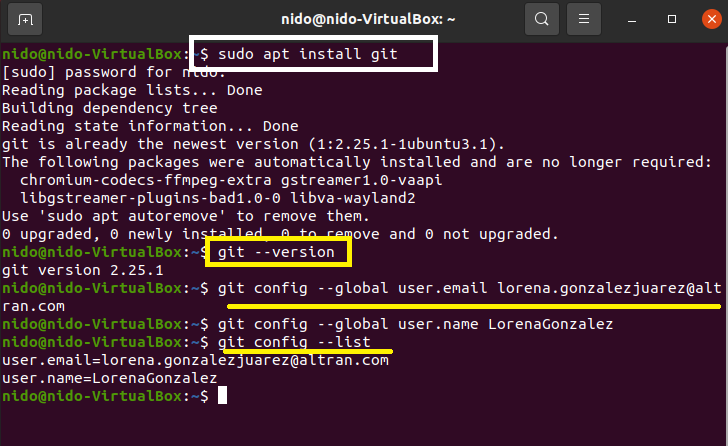 nido@nido-VirtualBox: ~
nido@nido-VirtualBox:~$ sudo apt install git
[sudo] password for nido:
Reading package lists... Done
Building dependency tree
Reading state information... Done
git is already the newest version (1:2.25.1-1ubuntu3.1).
The following packages were automatically installed and are no longer required:
  chromium-codecs-ffmpeg-extra gstreamer1.0-vaapi
  libgstreamer-plugins-bad1.0-0 libva-wayland2
Use 'sudo apt autoremove' to remove them.
0 upgraded, 0 newly installed, 0 to remove and 0 not upgraded.
nido@nido-VirtualBox:~$ git --version
git version 2.25.1
nido@nido-VirtualBox:~$ git config --global user.email lorena.gonzalezjuarez@alt
ran.com
nido@nido-VirtualBox:~$ git config --global user.name LorenaGonzalez
nido@nido-VirtualBox:~$ git config --list
user.email=lorena.gonzalezjuarez@altran.com
user.name=LorenaGonzalez
nido@nido-VirtualBox:~$